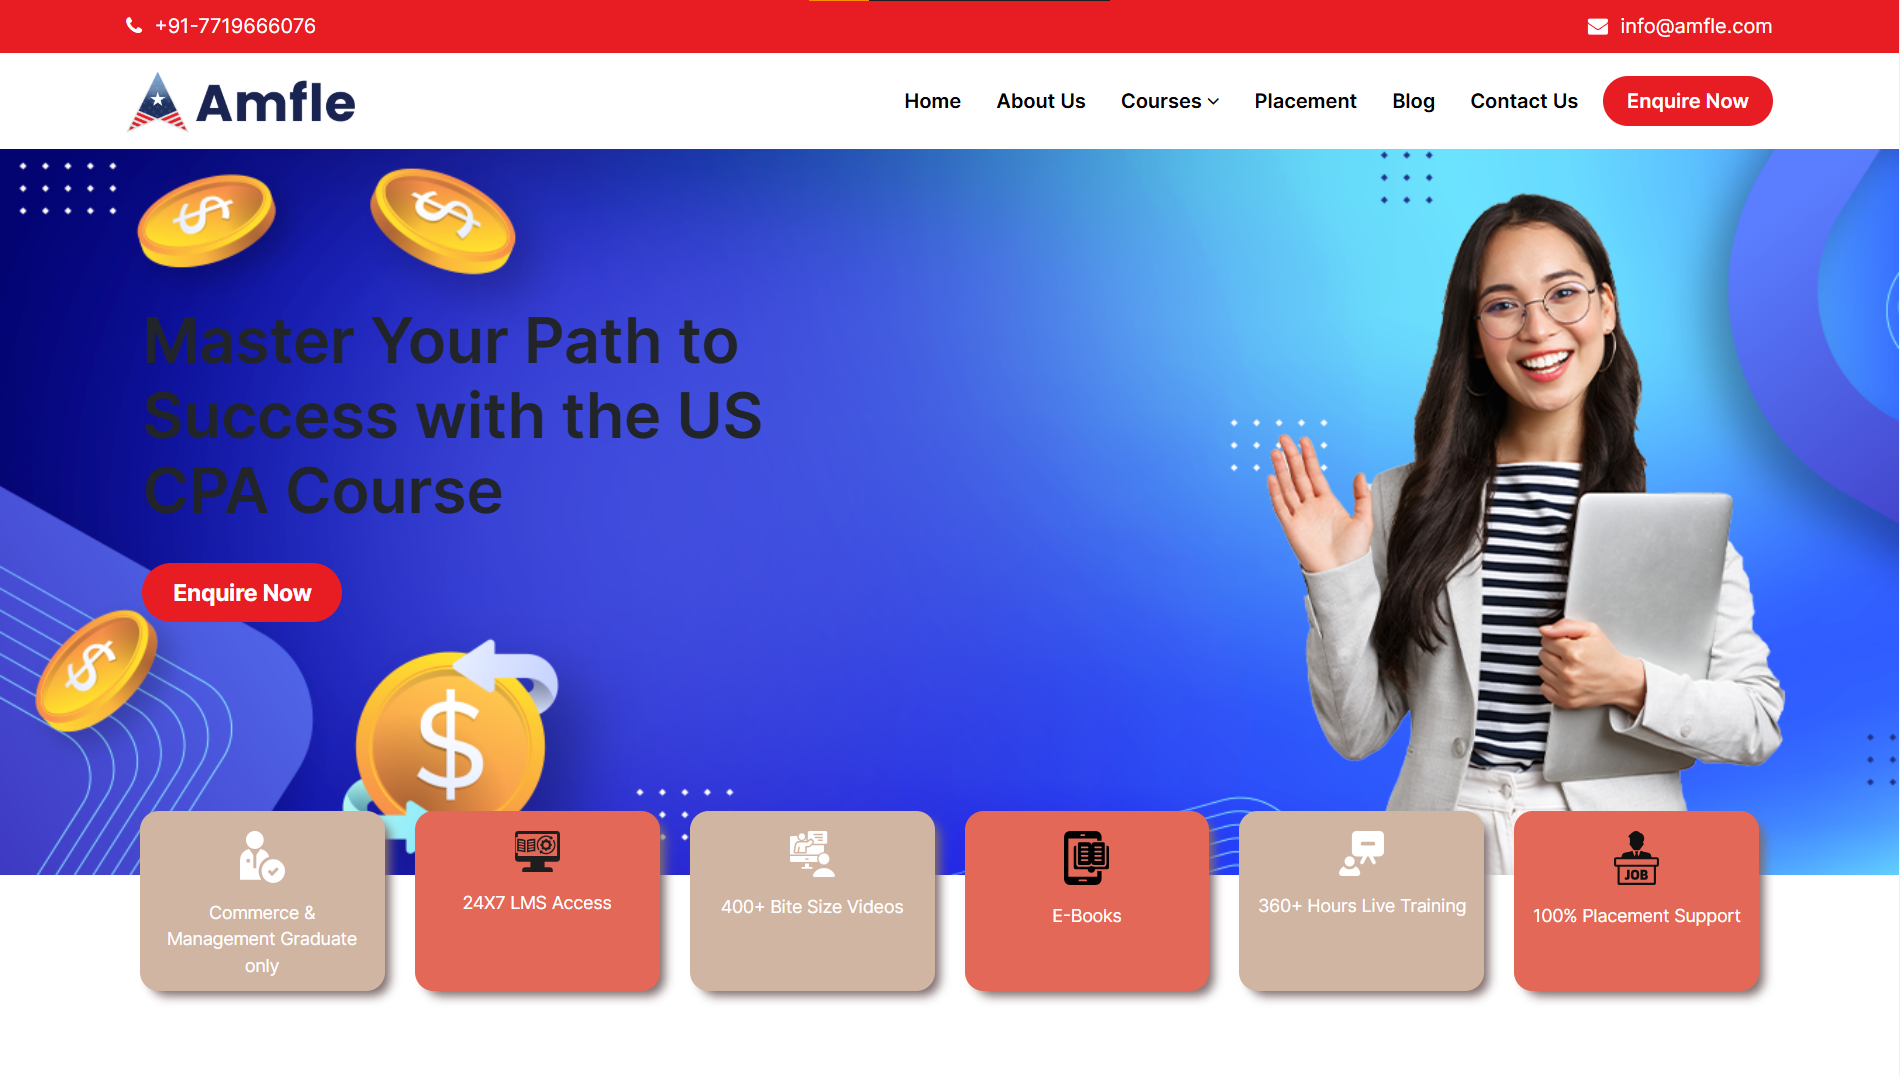 +91-7719666076
info@amfle.com
Amfle
Home
About Us
Courses
Placement
Blog
Contact Us
Enquire Now
Master Your Path to
Success with the US
CPA Course
Enquire Now
Commerce &
Management Graduate
only
24X7 LMS Access
400+ Bite Size Videos
E-Books
360+ Hours Live Training
JOB
100% Placement Support